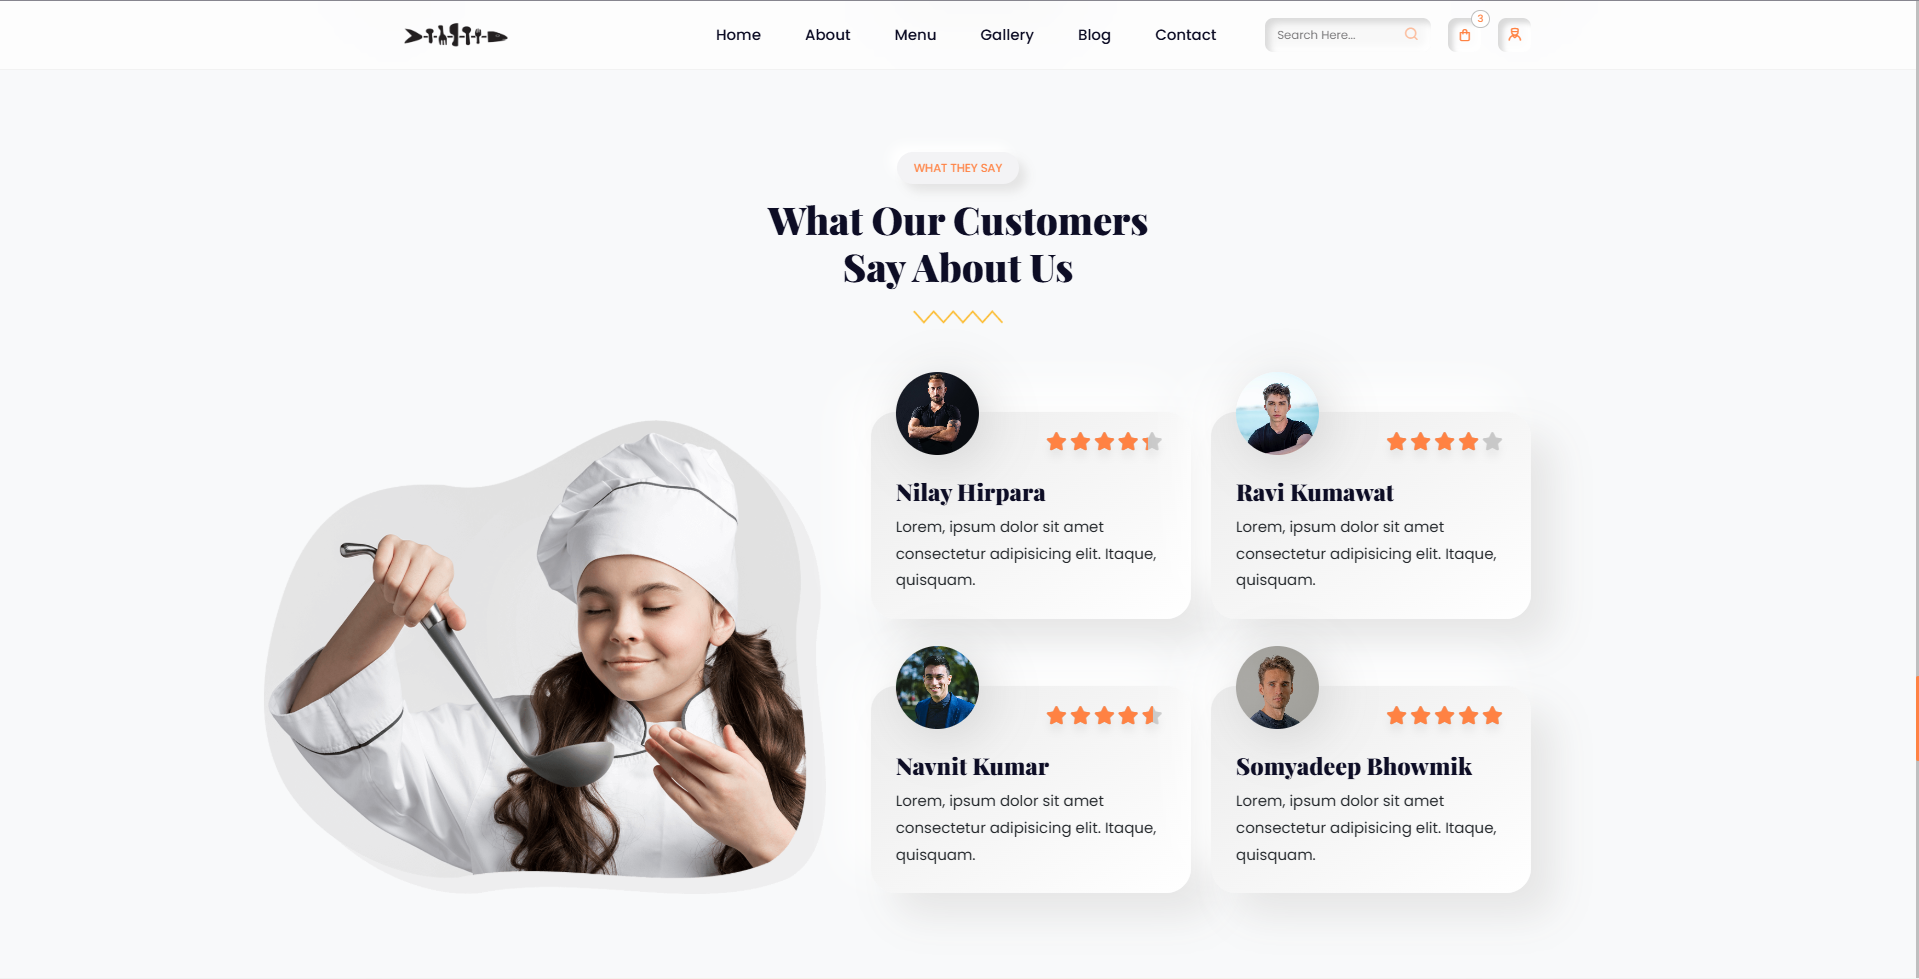 Home About Menu Gallery Blog Contact Search Here... 3
WHAT THEY SAY
What Our Customers
Say About Us
Nilay Hirpara
Lorem, ipsum dolor sit amet
consectetur adipisicing elit. Itaque,
quisquam.
Ravi Kumawat
Lorem, ipsum dolor sit amet
consectetur adipisicing elit. Itaque,
quisquam.
Navnit Kumar
Lorem, ipsum dolor sit amet
consectetur adipisicing elit. Itaque,
quisquam.
Somyadeep Bhowmik
Lorem, ipsum dolor sit amet
consectetur adipisicing elit. Itaque,
quisquam.